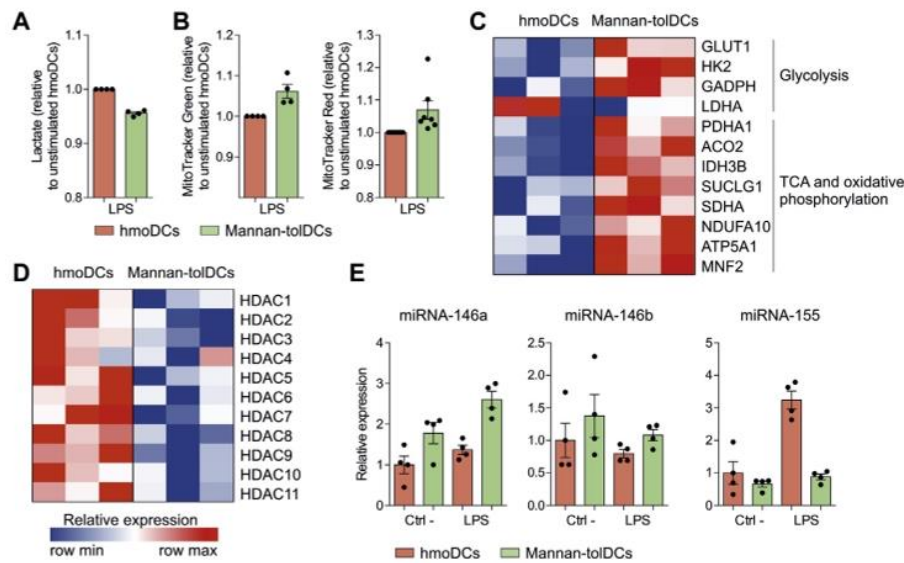 A
Lactate (relative
to unstimulated hmoDCs)
1.1
1.0
0.9
0.8
LPS
B
MitoTracker Green (relative
to unstimulated hmoDCs)
1.2
1.1
1.0
0.9
0.8
LPS
MitoTracker Red (relative
to unstimulated hmoDCs)
1.3
1.2
1.1
1.0
0.9
0.8
LPS
hmoDCs Mannan-tolDCs
C
hmoDCs Mannan-tolDCs
GLUT1
HK2
GADPH
LDHA
PDHA1
ACO2
IDH3B
SUCLG1
SDHA
NDUFA10
ATP5A1
MNF2
Glycolysis
TCA and oxidative
phosphorylation
D
hmoDCs Mannan-tolDCs
HDAC1
HDAC2
HDAC3
HDAC4
HDAC5
HDAC6
HDAC7
HDAC8
HDAC9
HDAC10
HDAC11
Relative expression
row min row max
E
miRNA-146a
Relative expression
4
3
2
1
0
Ctrl - LPS
miRNA-146b
2.5
2.0
1.5
1.0
0.5
0.0
Ctrl - LPS
miRNA-155
5
4
3
2
1
0
Ctrl - LPS
hmoDCs Mannan-tolDCs